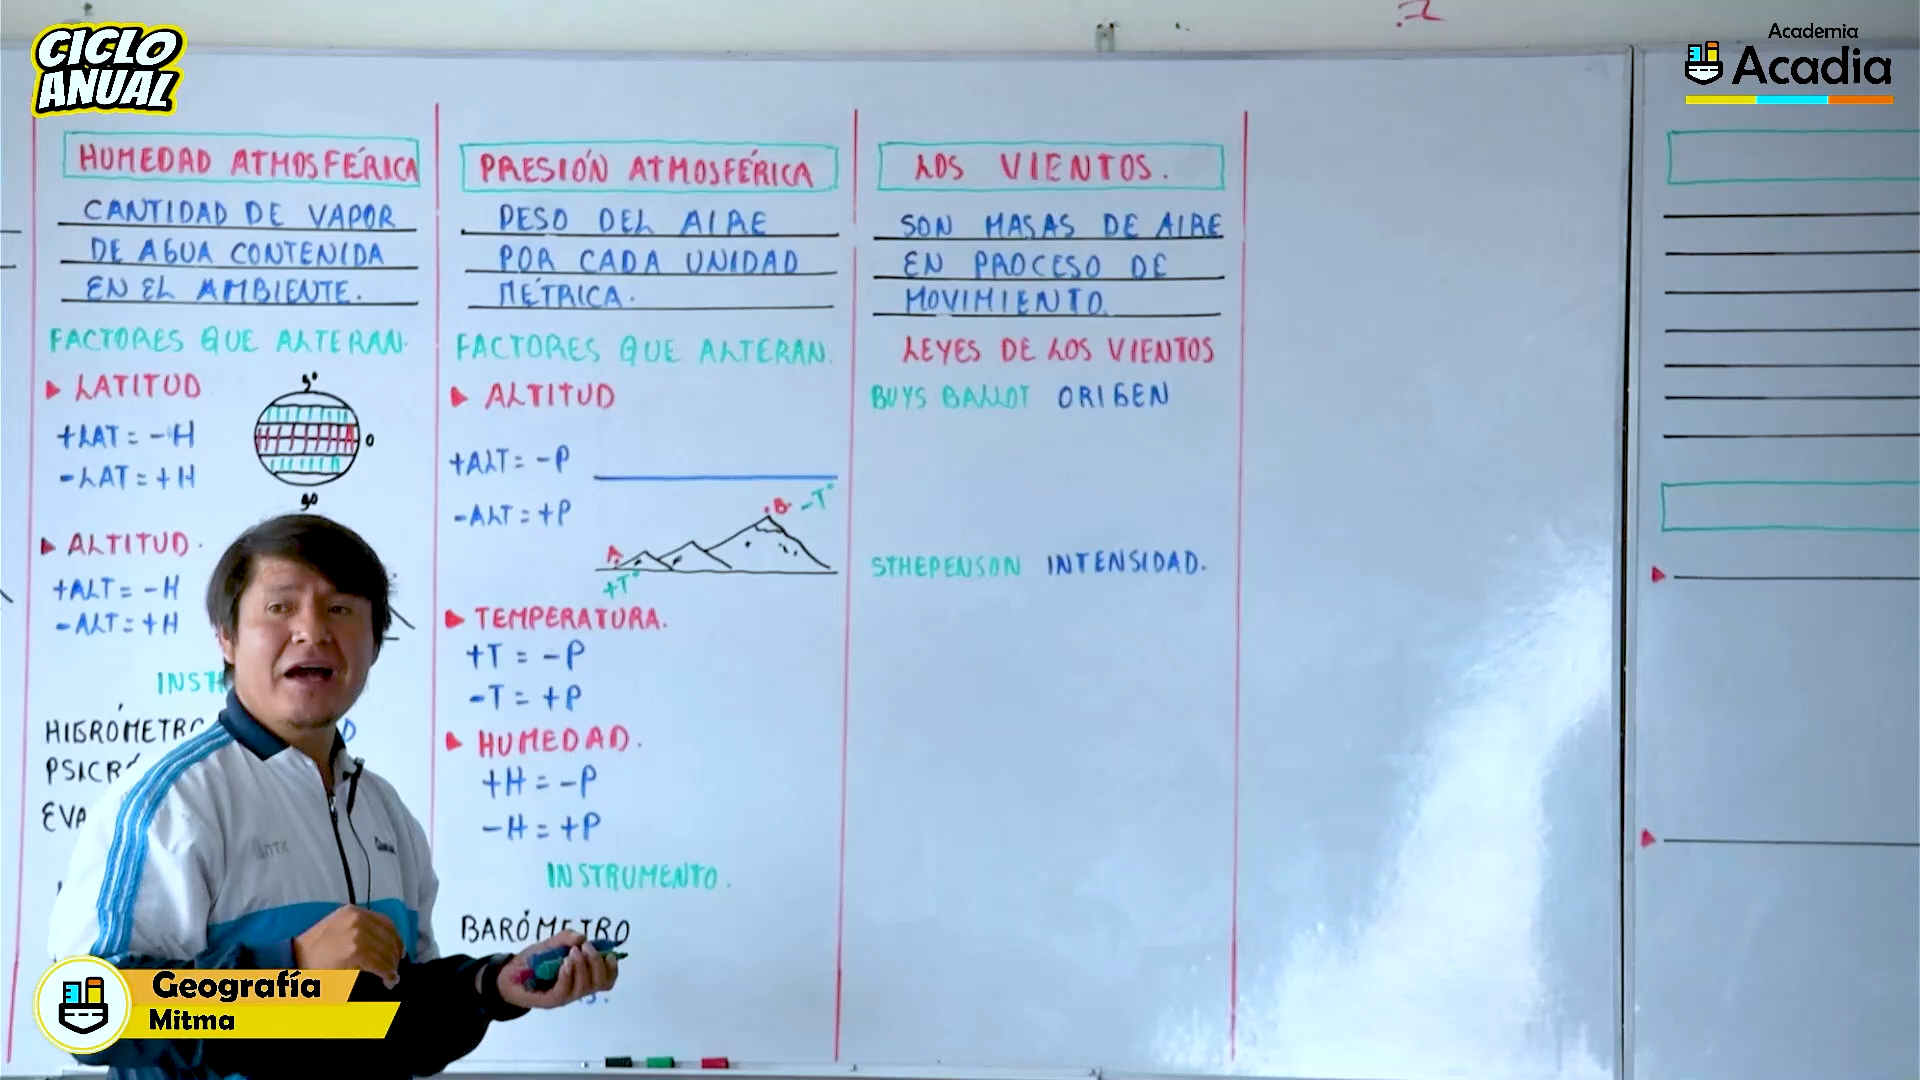 CICLO
ANUAL
Academia
Acadia
HUMEDAD ATMOSFÉRICA
CANTIDAD DE VAPOR
DE AGUA CONTENIDA
EN EL AMBIENTE.
FACTORES QUE ALTERAN.
LATITUD
+LAT = -H
-LAT = +H
9°
0
90
ALTITUD.
+ALT = -H
-ALT = +H
HIGRÓMETRO
PRESIÓN ATMOSFÉRICA
PESO DEL AIRE
POR CADA UNIDAD
MÉTRICA.
FACTORES QUE ALTERAN.
ALTITUD
+ALT = -P
-ALT = +P
A
+T°
B -T°
TEMPERATURA.
+T = -P
-T = +P
HUMEDAD.
+H = -P
-H = +P
INSTRUMENTO.
BARÓMETRO
LOS VIENTOS.
SON MASAS DE AIRE
EN PROCESO DE
MOVIMIENTO.
LEYES DE LOS VIENTOS
BUYS BALLOT ORIGEN
STHEPENSON INTENSIDAD.
Geografía
Mitma